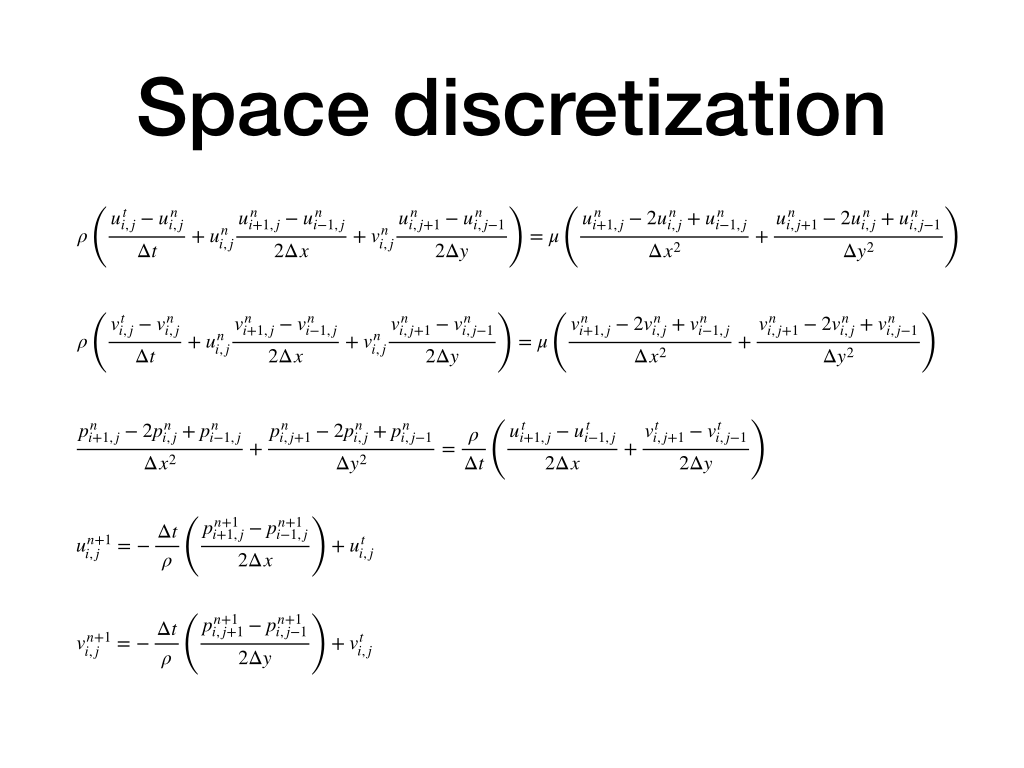 Space discretization
$\rho \left( \frac{u^t_{i,j} - u^n_{i,j}}{\Delta t} + u^n_{i,j} \frac{u^n_{i+1,j} - u^n_{i-1,j}}{2\Delta x} + v^n_{i,j} \frac{u^n_{i,j+1} - u^n_{i,j-1}}{2\Delta y} \right) = \mu \left( \frac{u^n_{i+1,j} - 2u^n_{i,j} + u^n_{i-1,j}}{\Delta x^2} + \frac{u^n_{i,j+1} - 2u^n_{i,j} + u^n_{i,j-1}}{\Delta y^2} \right)$
$\rho \left( \frac{v^t_{i,j} - v^n_{i,j}}{\Delta t} + u^n_{i,j} \frac{v^n_{i+1,j} - v^n_{i-1,j}}{2\Delta x} + v^n_{i,j} \frac{v^n_{i,j+1} - v^n_{i,j-1}}{2\Delta y} \right) = \mu \left( \frac{v^n_{i+1,j} - 2v^n_{i,j} + v^n_{i-1,j}}{\Delta x^2} + \frac{v^n_{i,j+1} - 2v^n_{i,j} + v^n_{i,j-1}}{\Delta y^2} \right)$
$\frac{p^n_{i+1,j} - 2p^n_{i,j} + p^n_{i-1,j}}{\Delta x^2} + \frac{p^n_{i,j+1} - 2p^n_{i,j} + p^n_{i,j-1}}{\Delta y^2} = \frac{\rho}{\Delta t} \left( \frac{u^t_{i+1,j} - u^t_{i-1,j}}{2\Delta x} + \frac{v^t_{i,j+1} - v^t_{i,j-1}}{2\Delta y} \right)$
$u^{n+1}_{i,j} = - \frac{\Delta t}{\rho} \left( \frac{p^{n+1}_{i+1,j} - p^{n+1}_{i-1,j}}{2\Delta x} \right) + u^t_{i,j}$
$v^{n+1}_{i,j} = - \frac{\Delta t}{\rho} \left( \frac{p^{n+1}_{i,j+1} - p^{n+1}_{i,j-1}}{2\Delta y} \right) + v^t_{i,j}$